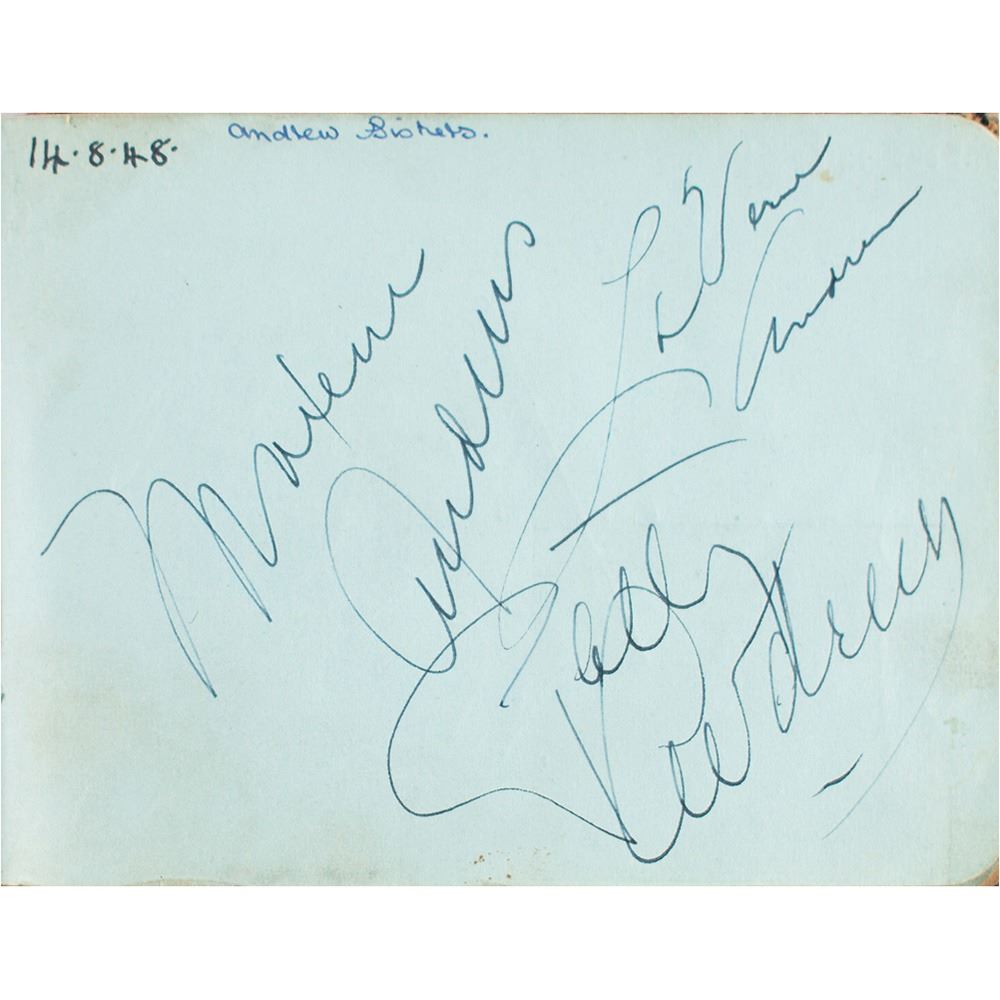 14·8·48·
Andrew Sisters.
Maxene
Andrews
LaVerne
Andrews
Patty
Andrews